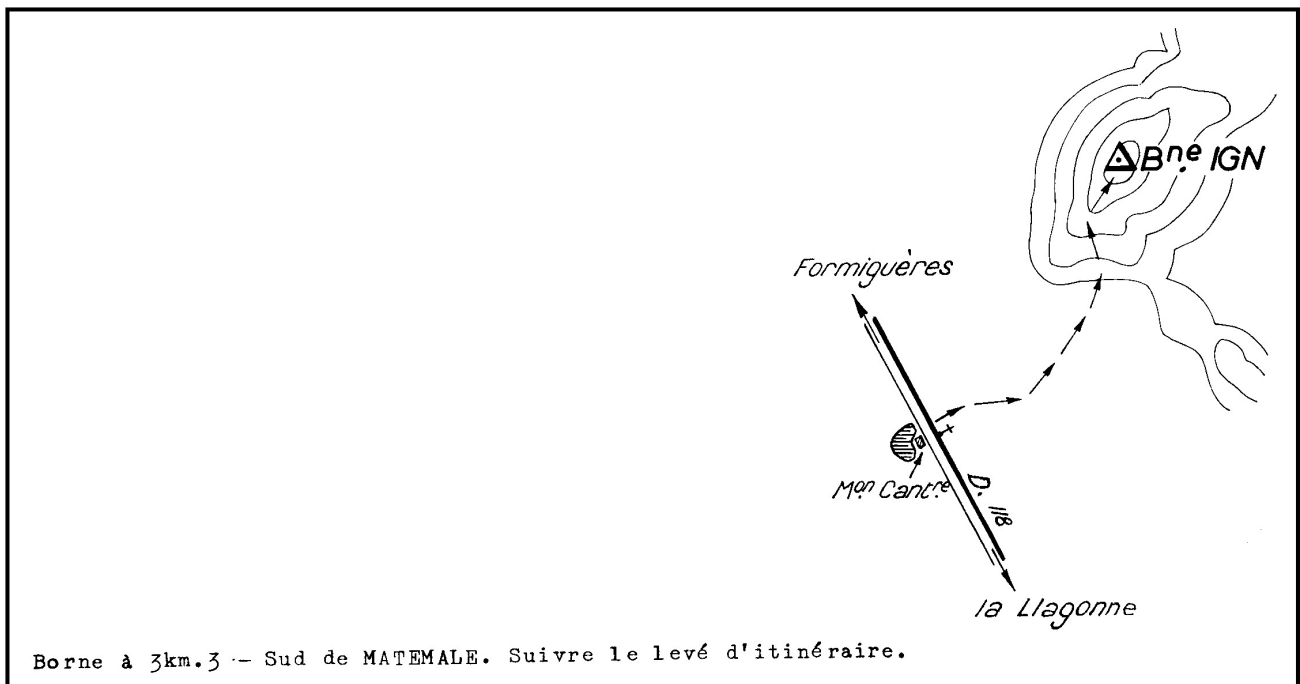 Bne. IGN
Formiguères
Mon. Cantre
D. 118
la Llagonne
Borne à 3km.3 -- Sud de MATEMALE. Suivre le levé d'itinéraire.